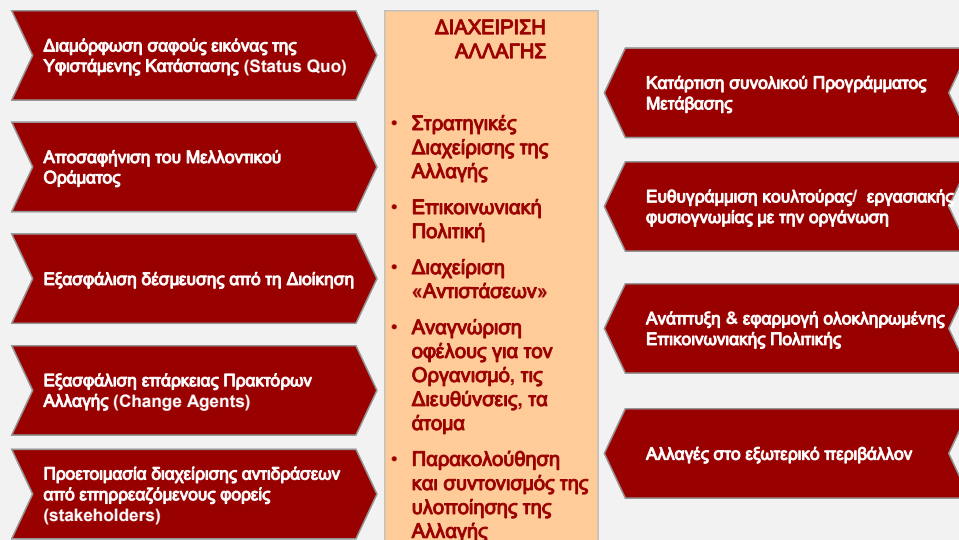 Διαμόρφωση σαφούς εικόνας της
Υφιστάμενης Κατάστασης (Status Quo)
Αποσαφήνιση του Μελλοντικού
Οράματος
Εξασφάλιση δέσμευσης από τη Διοίκηση
Εξασφάλιση επάρκειας Πρακτόρων
Αλλαγής (Change Agents)
Προετοιμασία διαχείρισης αντιδράσεων
από επηρρεαζόμενους φορείς
(stakeholders)
ΔΙΑΧΕΙΡΙΣΗ
ΑΛΛΑΓΗΣ
• Στρατηγικές
Διαχείρισης της
Αλλαγής
• Επικοινωνιακή
Πολιτική
• Διαχείριση
«Αντιστάσεων»
• Αναγνώριση
οφέλους για τον
Οργανισμό, τις
Διευθύνσεις, τα
άτομα
• Παρακολούθηση
και συντονισμός της
υλοποίησης της
Αλλαγής
Κατάρτιση συνολικού Προγράμματος
Μετάβασης
Ευθυγράμμιση κουλτούρας/ εργασιακής
φυσιογνωμίας με την οργάνωση
Ανάπτυξη & εφαρμογή ολοκληρωμένης
Επικοινωνιακής Πολιτικής
Αλλαγές στο εξωτερικό περιβάλλον